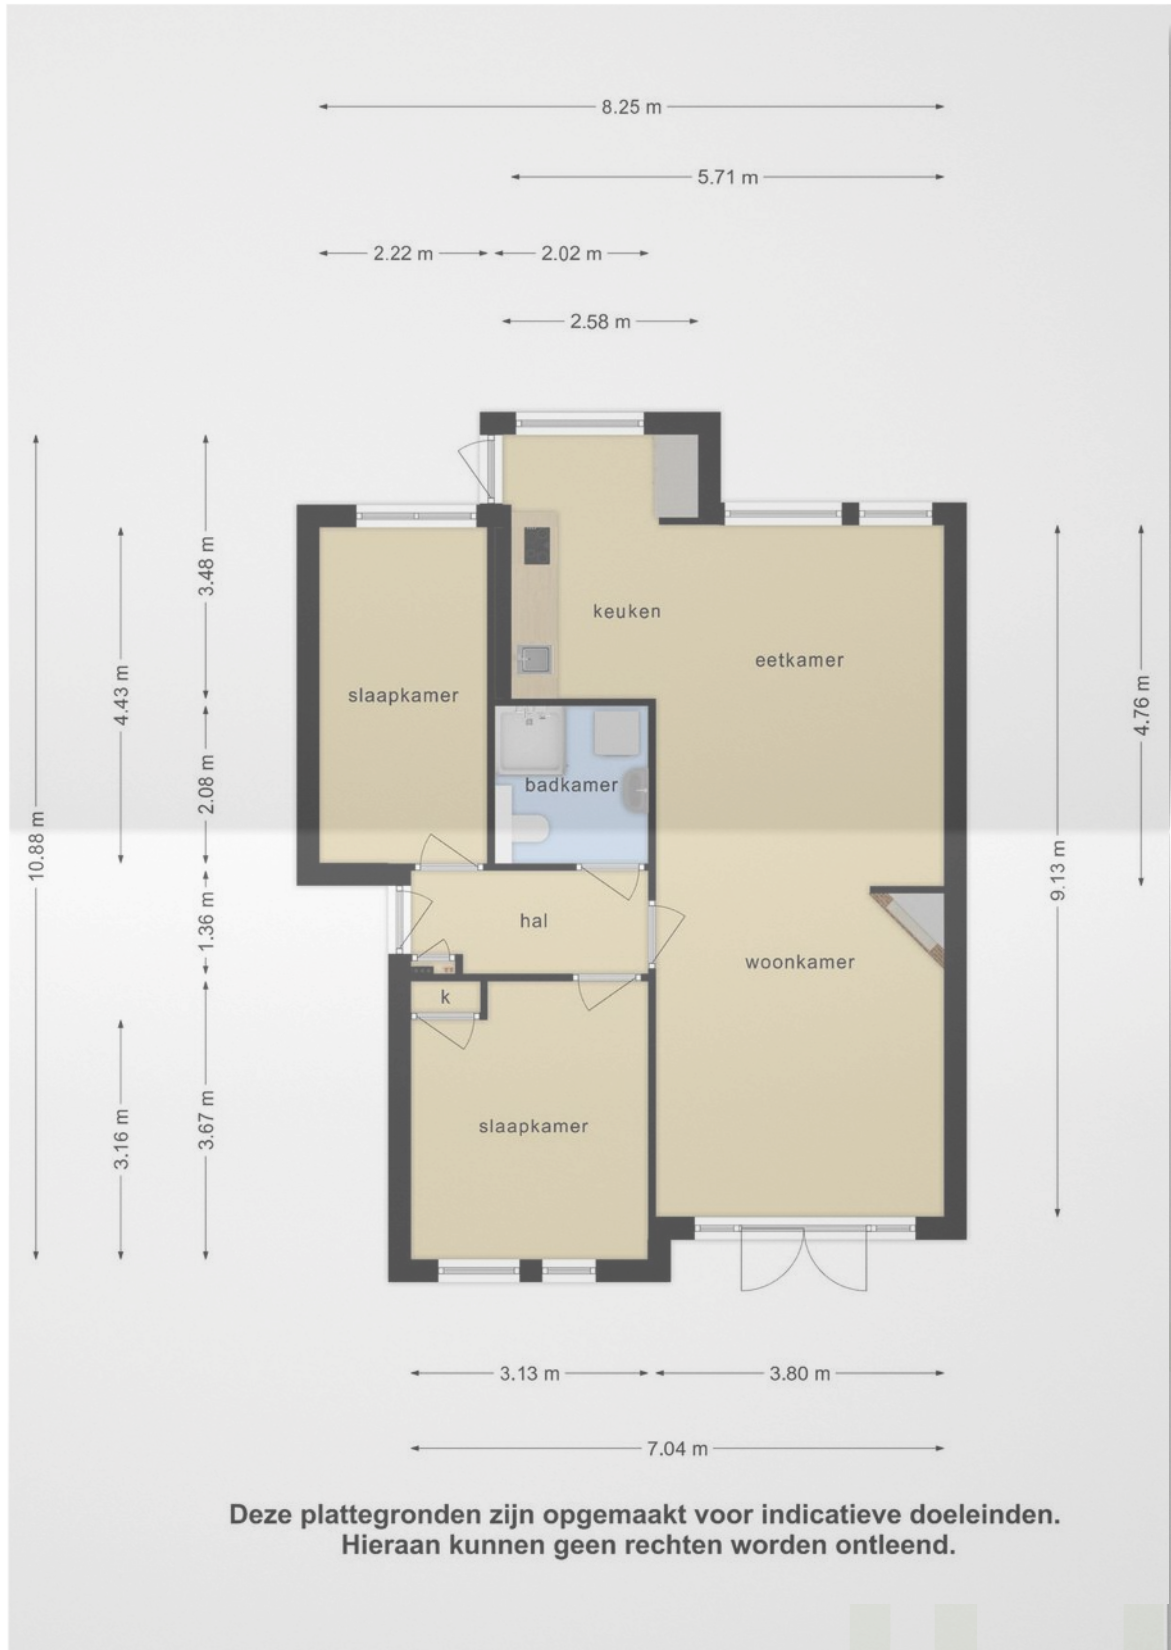 8.25 m
5.71 m
2.22 m
2.02 m
2.58 m
3.48 m
4.43 m
2.08 m
10.88 m
1.36 m
3.16 m
3.67 m
4.76 m
9.13 m
keuken
eetkamer
slaapkamer
badkamer
hal
woonkamer
k
slaapkamer
3.13 m
3.80 m
7.04 m
Deze plattegronden zijn opgemaakt voor indicatieve doeleinden.
Hieraan kunnen geen rechten worden ontleend.